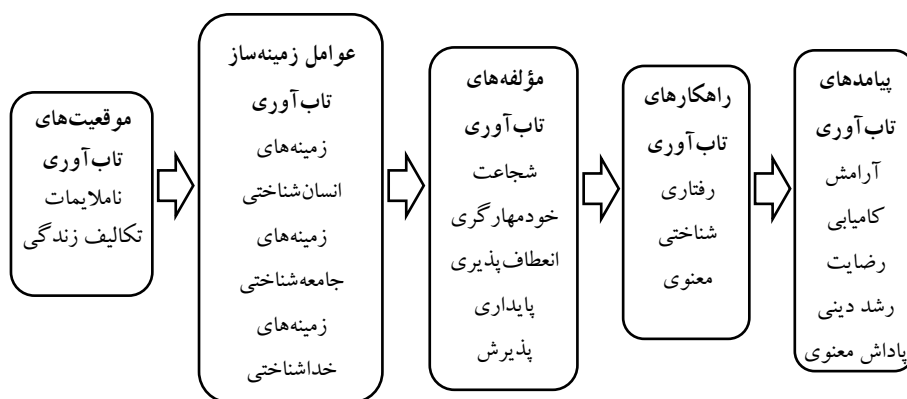 موقعیت‌های
تاب‌آوری
ناملایمات
تکالیف زندگی
عوامل زمینه‌ساز
تاب‌آوری
زمینه‌های
انسان‌شناختی
زمینه‌های
جامعه‌شناختی
زمینه‌های
خداشناختی
مؤلفه‌های
تاب‌آوری
شجاعت
خودمهارگری
انعطاف‌پذیری
پایداری
پذیرش
راهکارهای
تاب‌آوری
رفتاری
شناختی
معنوی
پیامدهای
تاب‌آوری
آرامش
کامیابی
رضایت
رشد دینی
پاداش معنوی